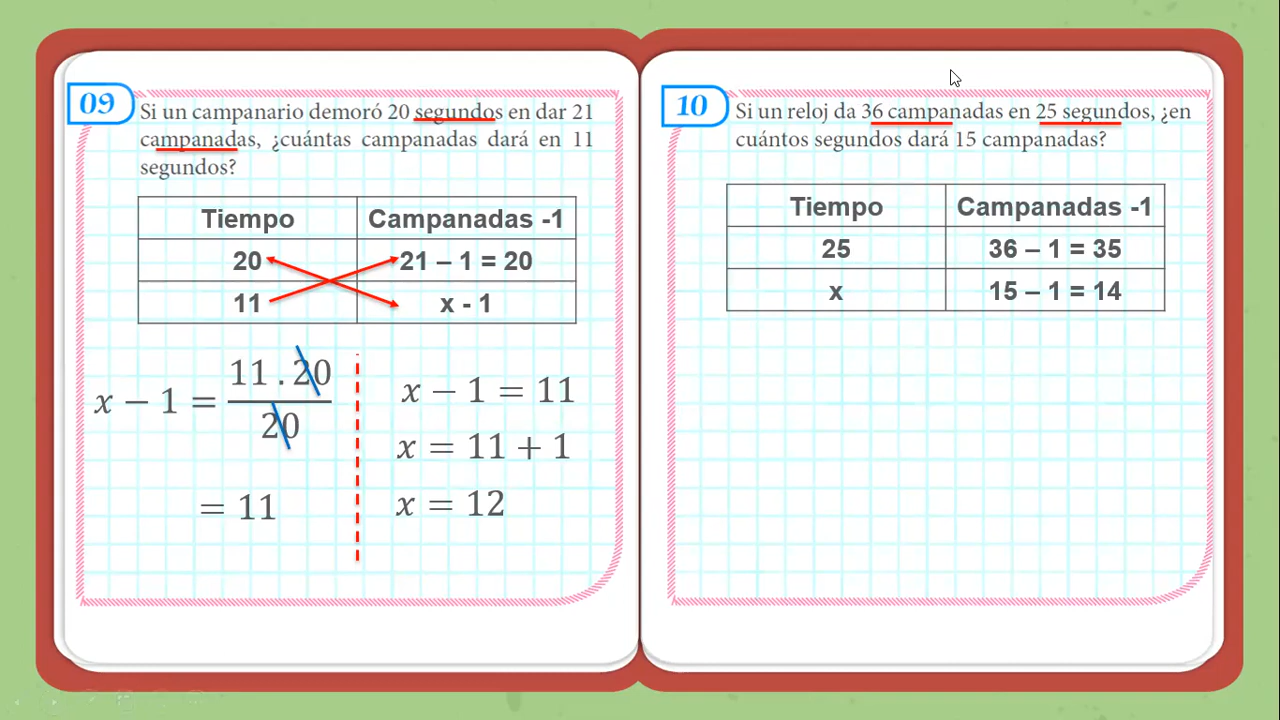 09
Si un campanario demoró 20 segundos en dar 21
campanadas, ¿cuántas campanadas dará en 11
segundos?
Tiempo Campanadas -1
20 21 – 1 = 20
11 x - 1
x − 1 = 11 . 20 / 20
= 11
x − 1 = 11
x = 11 + 1
x = 12
10
Si un reloj da 36 campanadas en 25 segundos, ¿en
cuántos segundos dará 15 campanadas?
Tiempo Campanadas -1
25 36 – 1 = 35
x 15 – 1 = 14